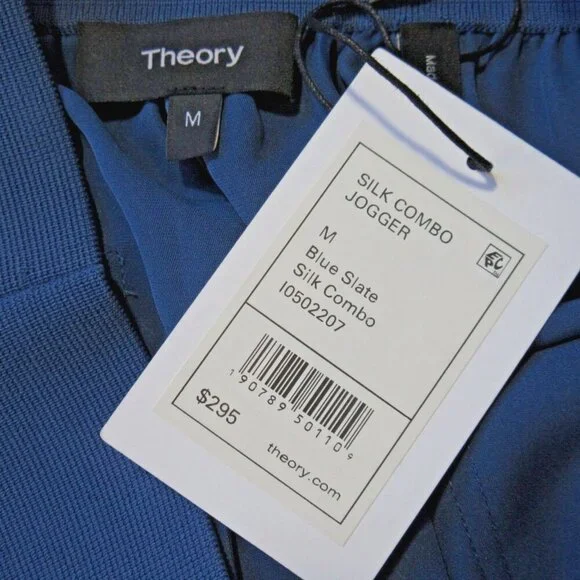 Theory
M
SILK COMBO
JOGGER
M
Blue Slate
Silk Combo
I0502207
1 90789 50110 9
$295
theory.com